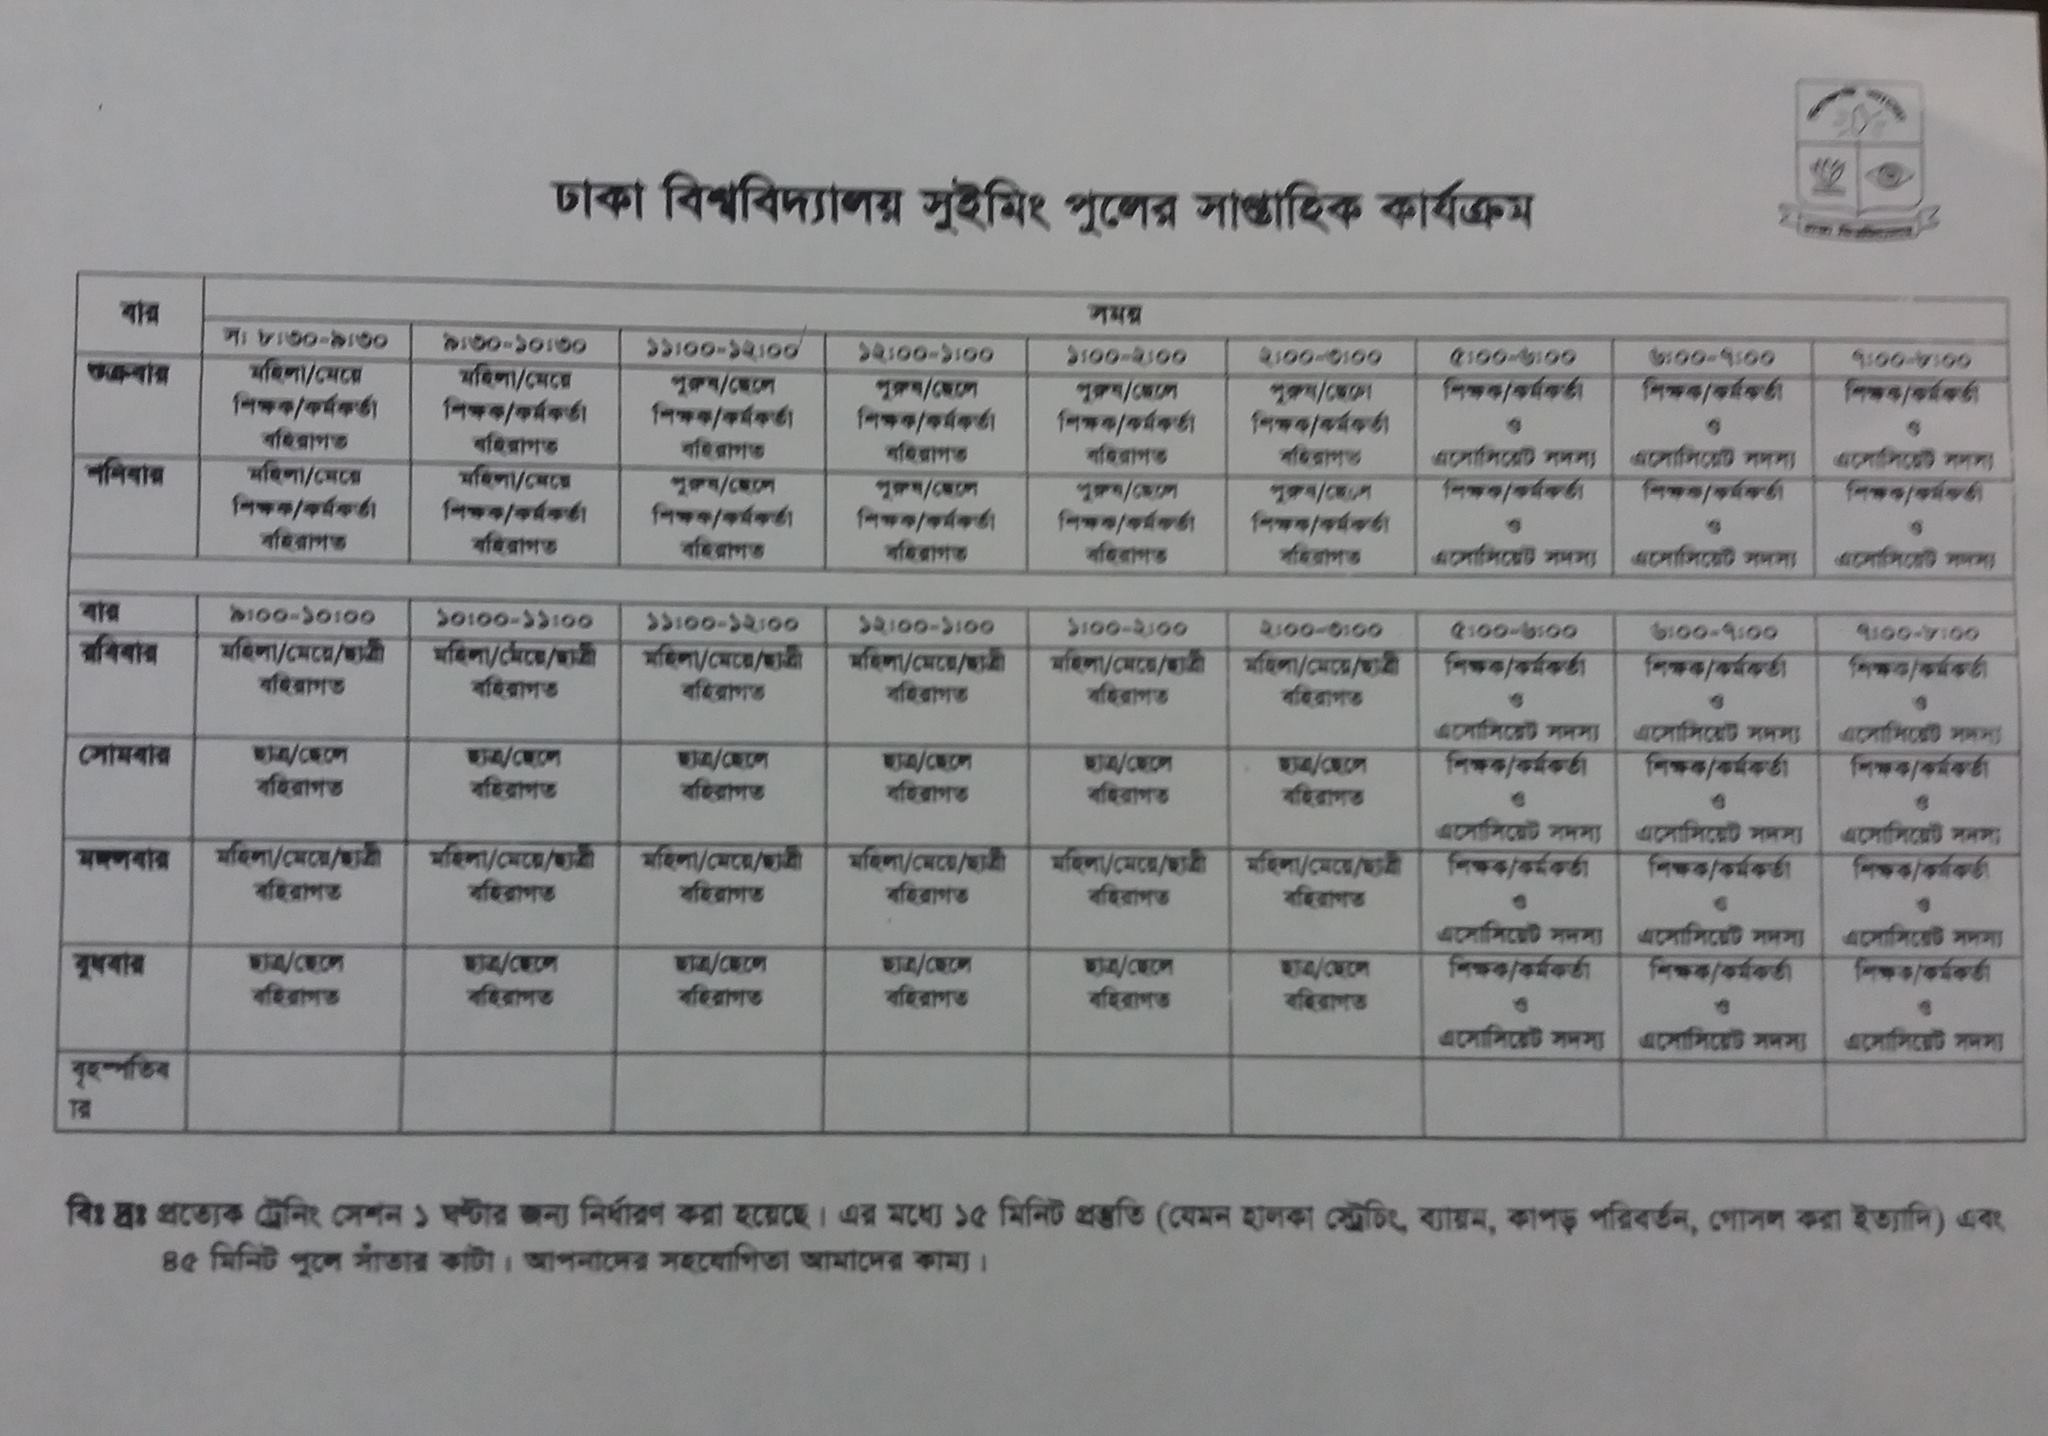 ঢাকা বিশ্ববিদ্যালয় সুইমিং পুলের সাপ্তাহিক কার্যক্রম
বার সময়
স: ৮:৩০-৯:৩০ ৯:৩০-১০:৩০ ১১:০০-১২:০০ ১২:০০-১:০০ ১:০০-২:০০ ২:০০-৩:০০ ৫:০০-৬:০০ ৬:০০-৭:০০ ৭:০০-৮:০০
শুক্রবার মহিলা/মেয়ে মহিলা/মেয়ে পুরুষ/ছেলে পুরুষ/ছেলে পুরুষ/ছেলে পুরুষ/ছেলে শিক্ষক/কর্মকর্তা শিক্ষক/কর্মকর্তা শিক্ষক/কর্মকর্তা
শিক্ষক/কর্মকর্তা শিক্ষক/কর্মকর্তা শিক্ষক/কর্মকর্তা শিক্ষক/কর্মকর্তা শিক্ষক/কর্মকর্তা শিক্ষক/কর্মকর্তা ও ও ও
বহিরাগত বহিরাগত বহিরাগত বহিরাগত বহিরাগত বহিরাগত এসোসিয়েট সদস্য এসোসিয়েট সদস্য এসোসিয়েট সদস্য
শনিবার মহিলা/মেয়ে মহিলা/মেয়ে পুরুষ/ছেলে পুরুষ/ছেলে পুরুষ/ছেলে পুরুষ/ছেলে শিক্ষক/কর্মকর্তা শিক্ষক/কর্মকর্তা শিক্ষক/কর্মকর্তা
শিক্ষক/কর্মকর্তা শিক্ষক/কর্মকর্তা শিক্ষক/কর্মকর্তা শিক্ষক/কর্মকর্তা শিক্ষক/কর্মকর্তা শিক্ষক/কর্মকর্তা ও ও ও
বহিরাগত বহিরাগত বহিরাগত বহিরাগত বহিরাগত বহিরাগত এসোসিয়েট সদস্য এসোসিয়েট সদস্য এসোসিয়েট সদস্য
বার ৯:০০-১০:০০ ১০:০০-১১:০০ ১১:০০-১২:০০ ১২:০০-১:০০ ১:০০-২:০০ ২:০০-৩:০০ ৫:০০-৬:০০ ৬:০০-৭:০০ ৭:০০-৮:০০
রবিবার মহিলা/মেয়ে/ছাত্রী মহিলা/মেয়ে/ছাত্রী মহিলা/মেয়ে/ছাত্রী মহিলা/মেয়ে/ছাত্রী মহিলা/মেয়ে/ছাত্রী মহিলা/মেয়ে/ছাত্রী শিক্ষক/কর্মকর্তা শিক্ষক/কর্মকর্তা শিক্ষক/কর্মকর্তা
বহিরাগত বহিরাগত বহিরাগত বহিরাগত বহিরাগত বহিরাগত ও ও ও
এসোসিয়েট সদস্য এসোসিয়েট সদস্য এসোসিয়েট সদস্য
সোমবার ছাত্র/ছেলে ছাত্র/ছেলে ছাত্র/ছেলে ছাত্র/ছেলে ছাত্র/ছেলে ছাত্র/ছেলে শিক্ষক/কর্মকর্তা শিক্ষক/কর্মকর্তা শিক্ষক/কর্মকর্তা
বহিরাগত বহিরাগত বহিরাগত বহিরাগত বহিরাগত বহিরাগত ও ও ও
এসোসিয়েট সদস্য এসোসিয়েট সদস্য এসোসিয়েট সদস্য
মঙ্গলবার মহিলা/মেয়ে/ছাত্রী মহিলা/মেয়ে/ছাত্রী মহিলা/মেয়ে/ছাত্রী মহিলা/মেয়ে/ছাত্রী মহিলা/মেয়ে/ছাত্রী মহিলা/মেয়ে/ছাত্রী শিক্ষক/কর্মকর্তা শিক্ষক/কর্মকর্তা শিক্ষক/কর্মকর্তা
বহিরাগত বহিরাগত বহিরাগত বহিরাগত বহিরাগত বহিরাগত ও ও ও
এসোসিয়েট সদস্য এসোসিয়েট সদস্য এসোসিয়েট সদস্য
বুধবার ছাত্র/ছেলে ছাত্র/ছেলে ছাত্র/ছেলে ছাত্র/ছেলে ছাত্র/ছেলে ছাত্র/ছেলে শিক্ষক/কর্মকর্তা শিক্ষক/কর্মকর্তা শিক্ষক/কর্মকর্তা
বহিরাগত বহিরাগত বহিরাগত বহিরাগত বহিরাগত বহিরাগত ও ও ও
এসোসিয়েট সদস্য এসোসিয়েট সদস্য এসোসিয়েট সদস্য
বৃহস্পতিব
ার
বিঃ দ্রঃ প্রত্যেক ট্রেনিং সেশন ১ ঘন্টার জন্য নির্ধারণ করা হয়েছে। এর মধ্যে ১৫ মিনিট প্রস্তুতি (যেমন হালকা স্ট্রেচিং, ব্যায়ম, কাপড় পরিবর্তন, গোসল করা ইত্যাদি) এবং
৪৫ মিনিট পুলে সাঁতার কাটা। আপনাদের সহযোগিতা আমাদের কাম্য।